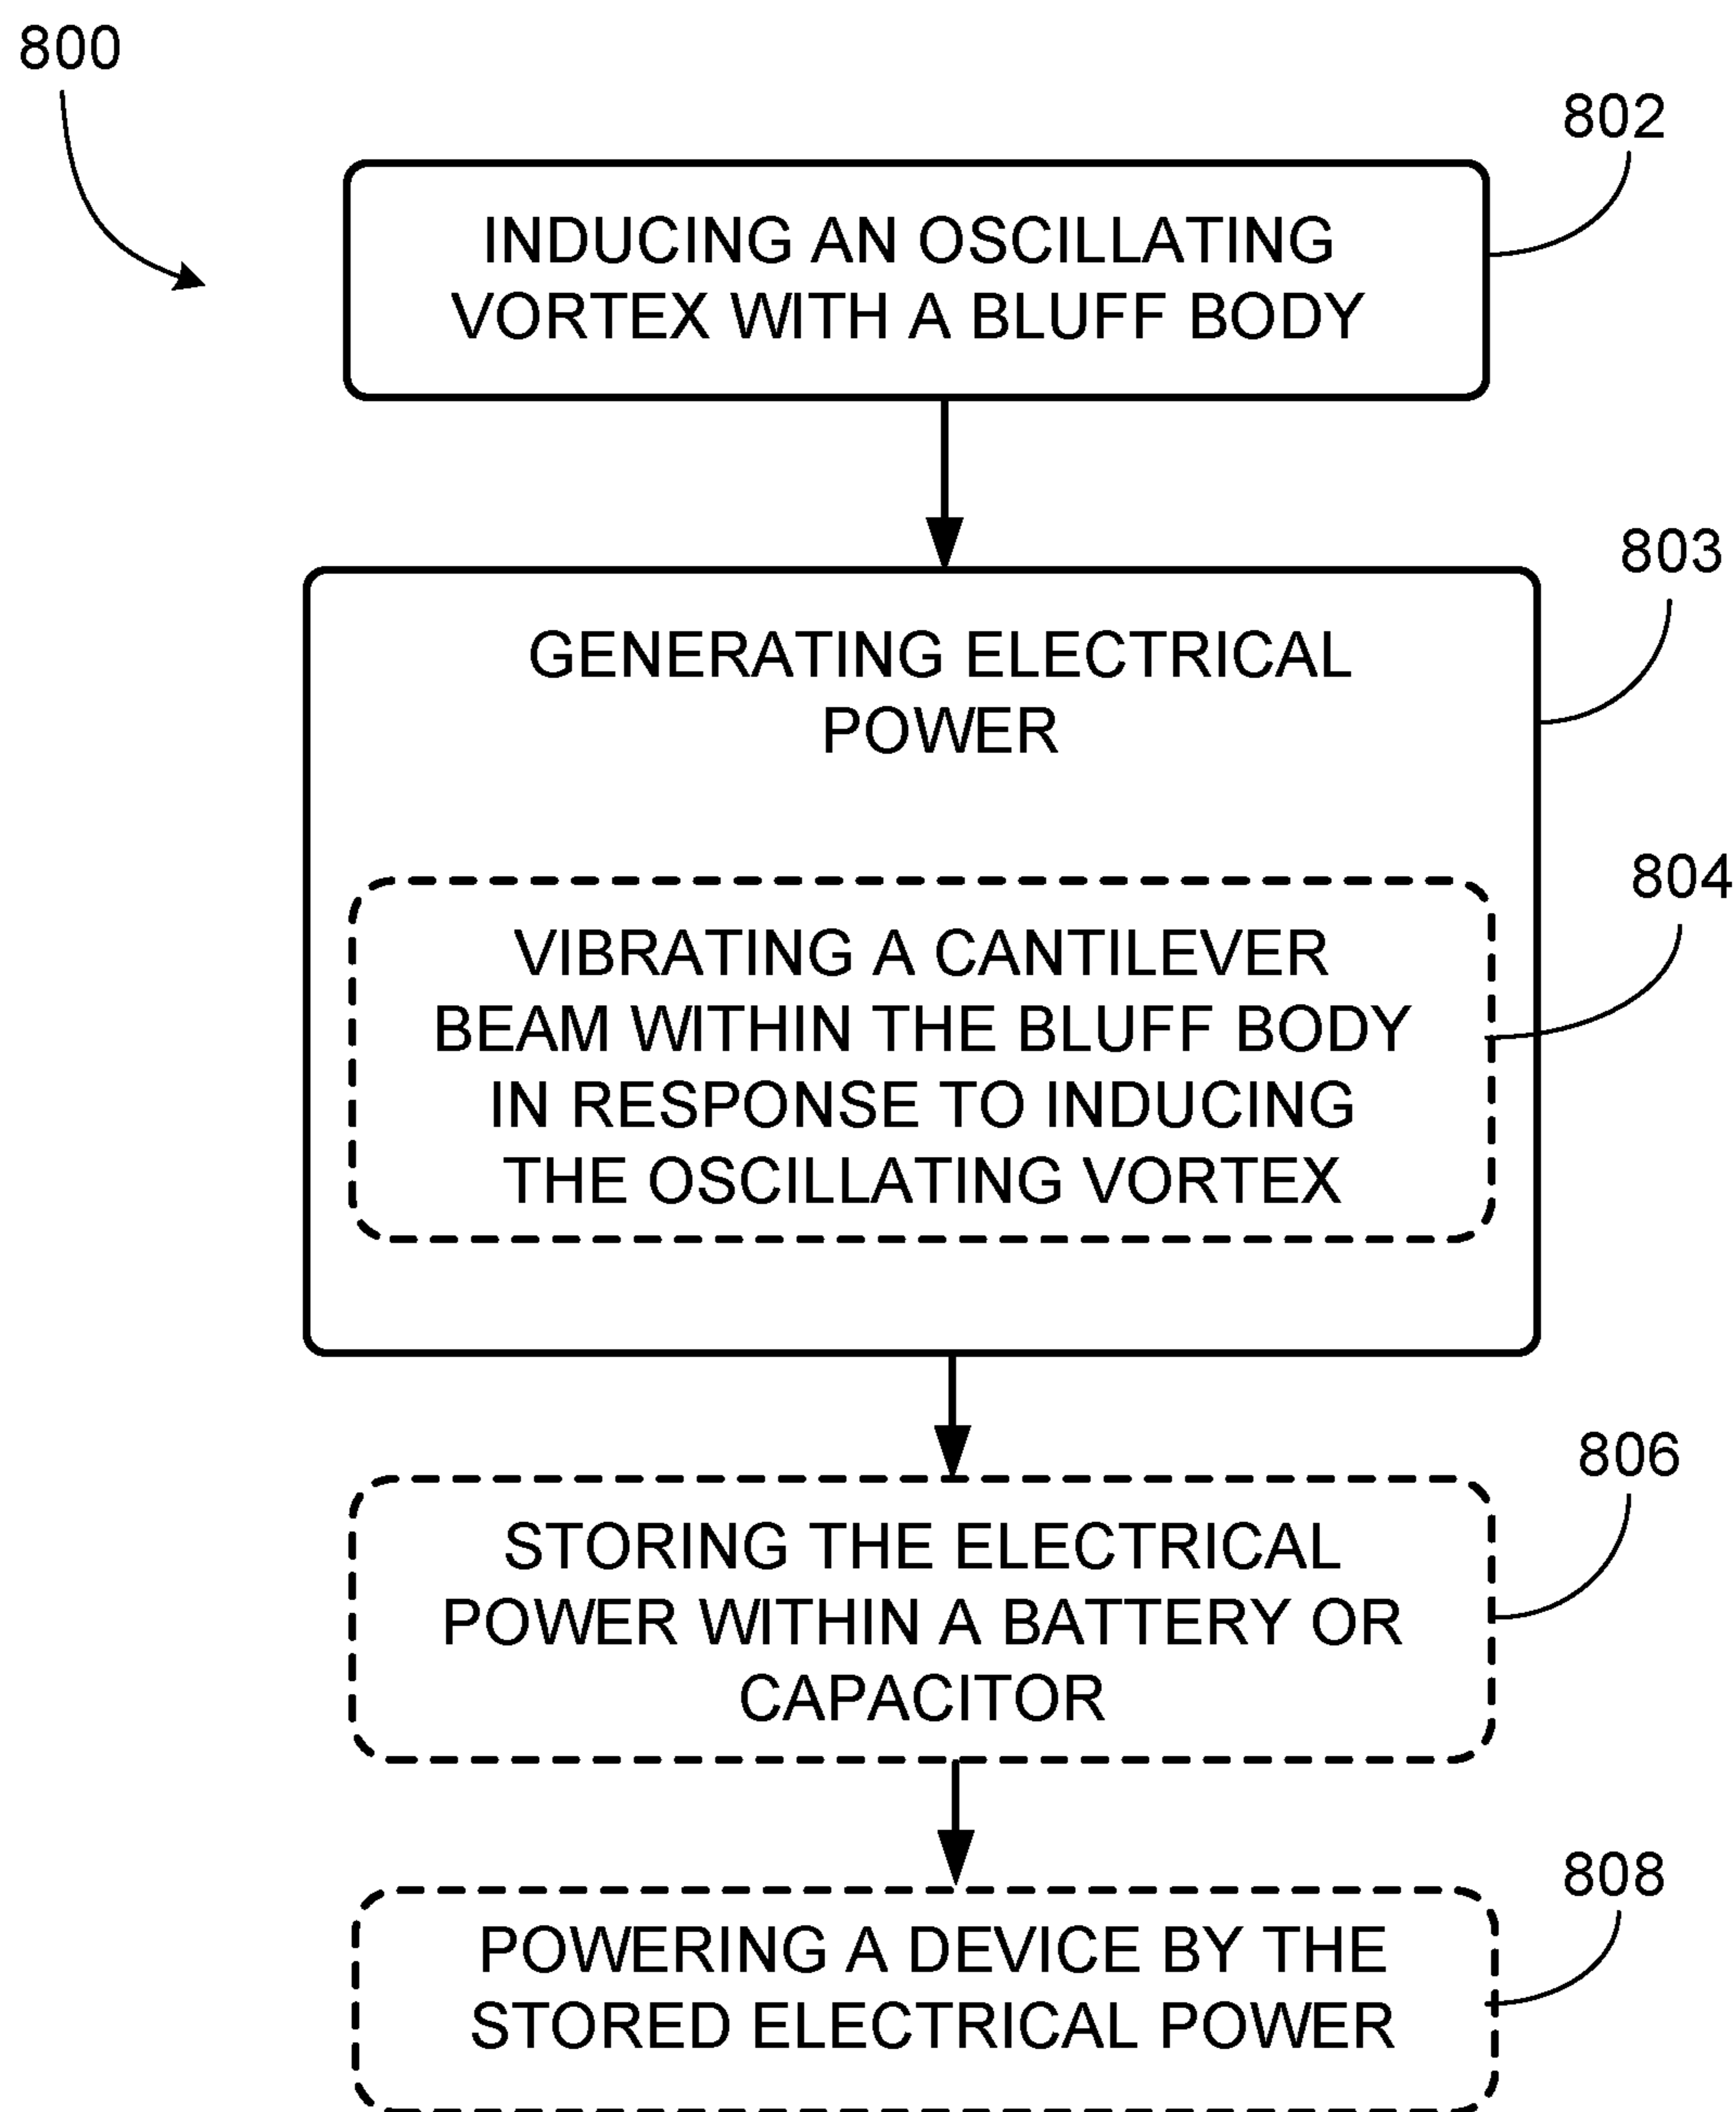 800
802
INDUCING AN OSCILLATING
VORTEX WITH A BLUFF BODY
803
GENERATING ELECTRICAL
POWER
804
VIBRATING A CANTILEVER
BEAM WITHIN THE BLUFF BODY
IN RESPONSE TO INDUCING
THE OSCILLATING VORTEX
806
STORING THE ELECTRICAL
POWER WITHIN A BATTERY OR
CAPACITOR
808
POWERING A DEVICE BY THE
STORED ELECTRICAL POWER